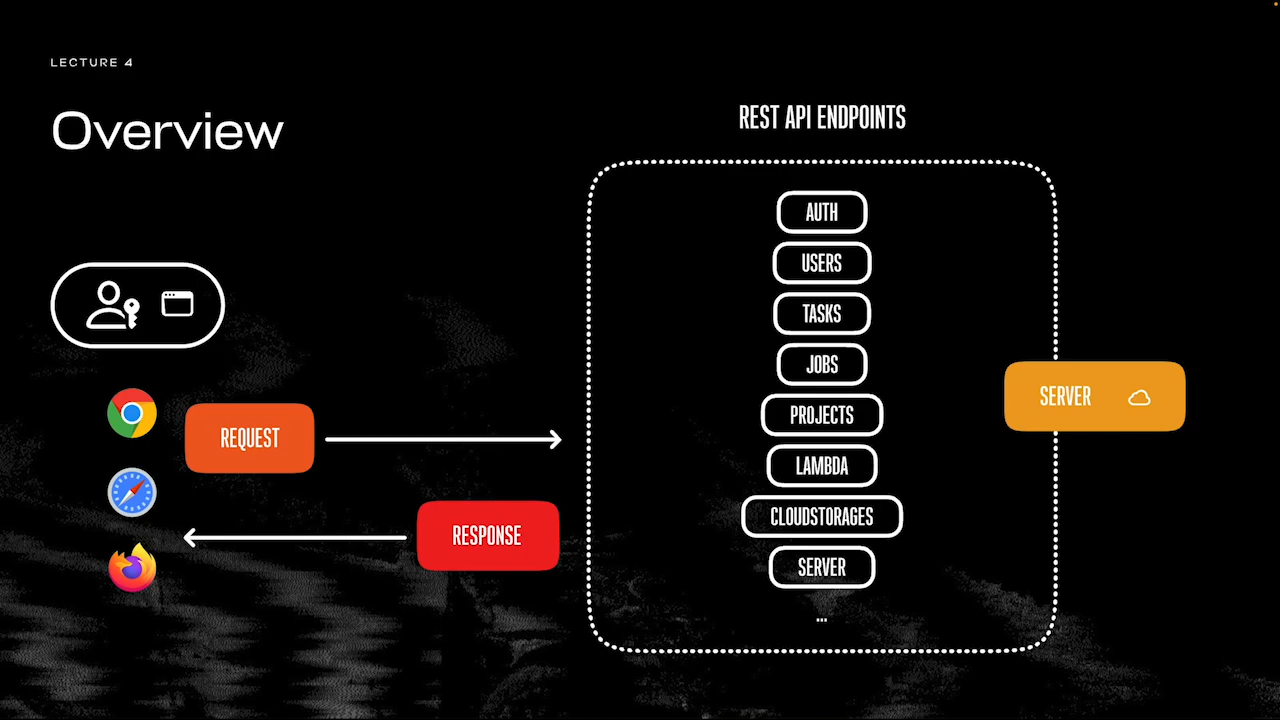 LECTURE 4
Overview
REST API ENDPOINTS
AUTH
USERS
TASKS
JOBS
PROJECTS
LAMBDA
CLOUDSTORAGES
SERVER
...
SERVER
REQUEST
RESPONSE